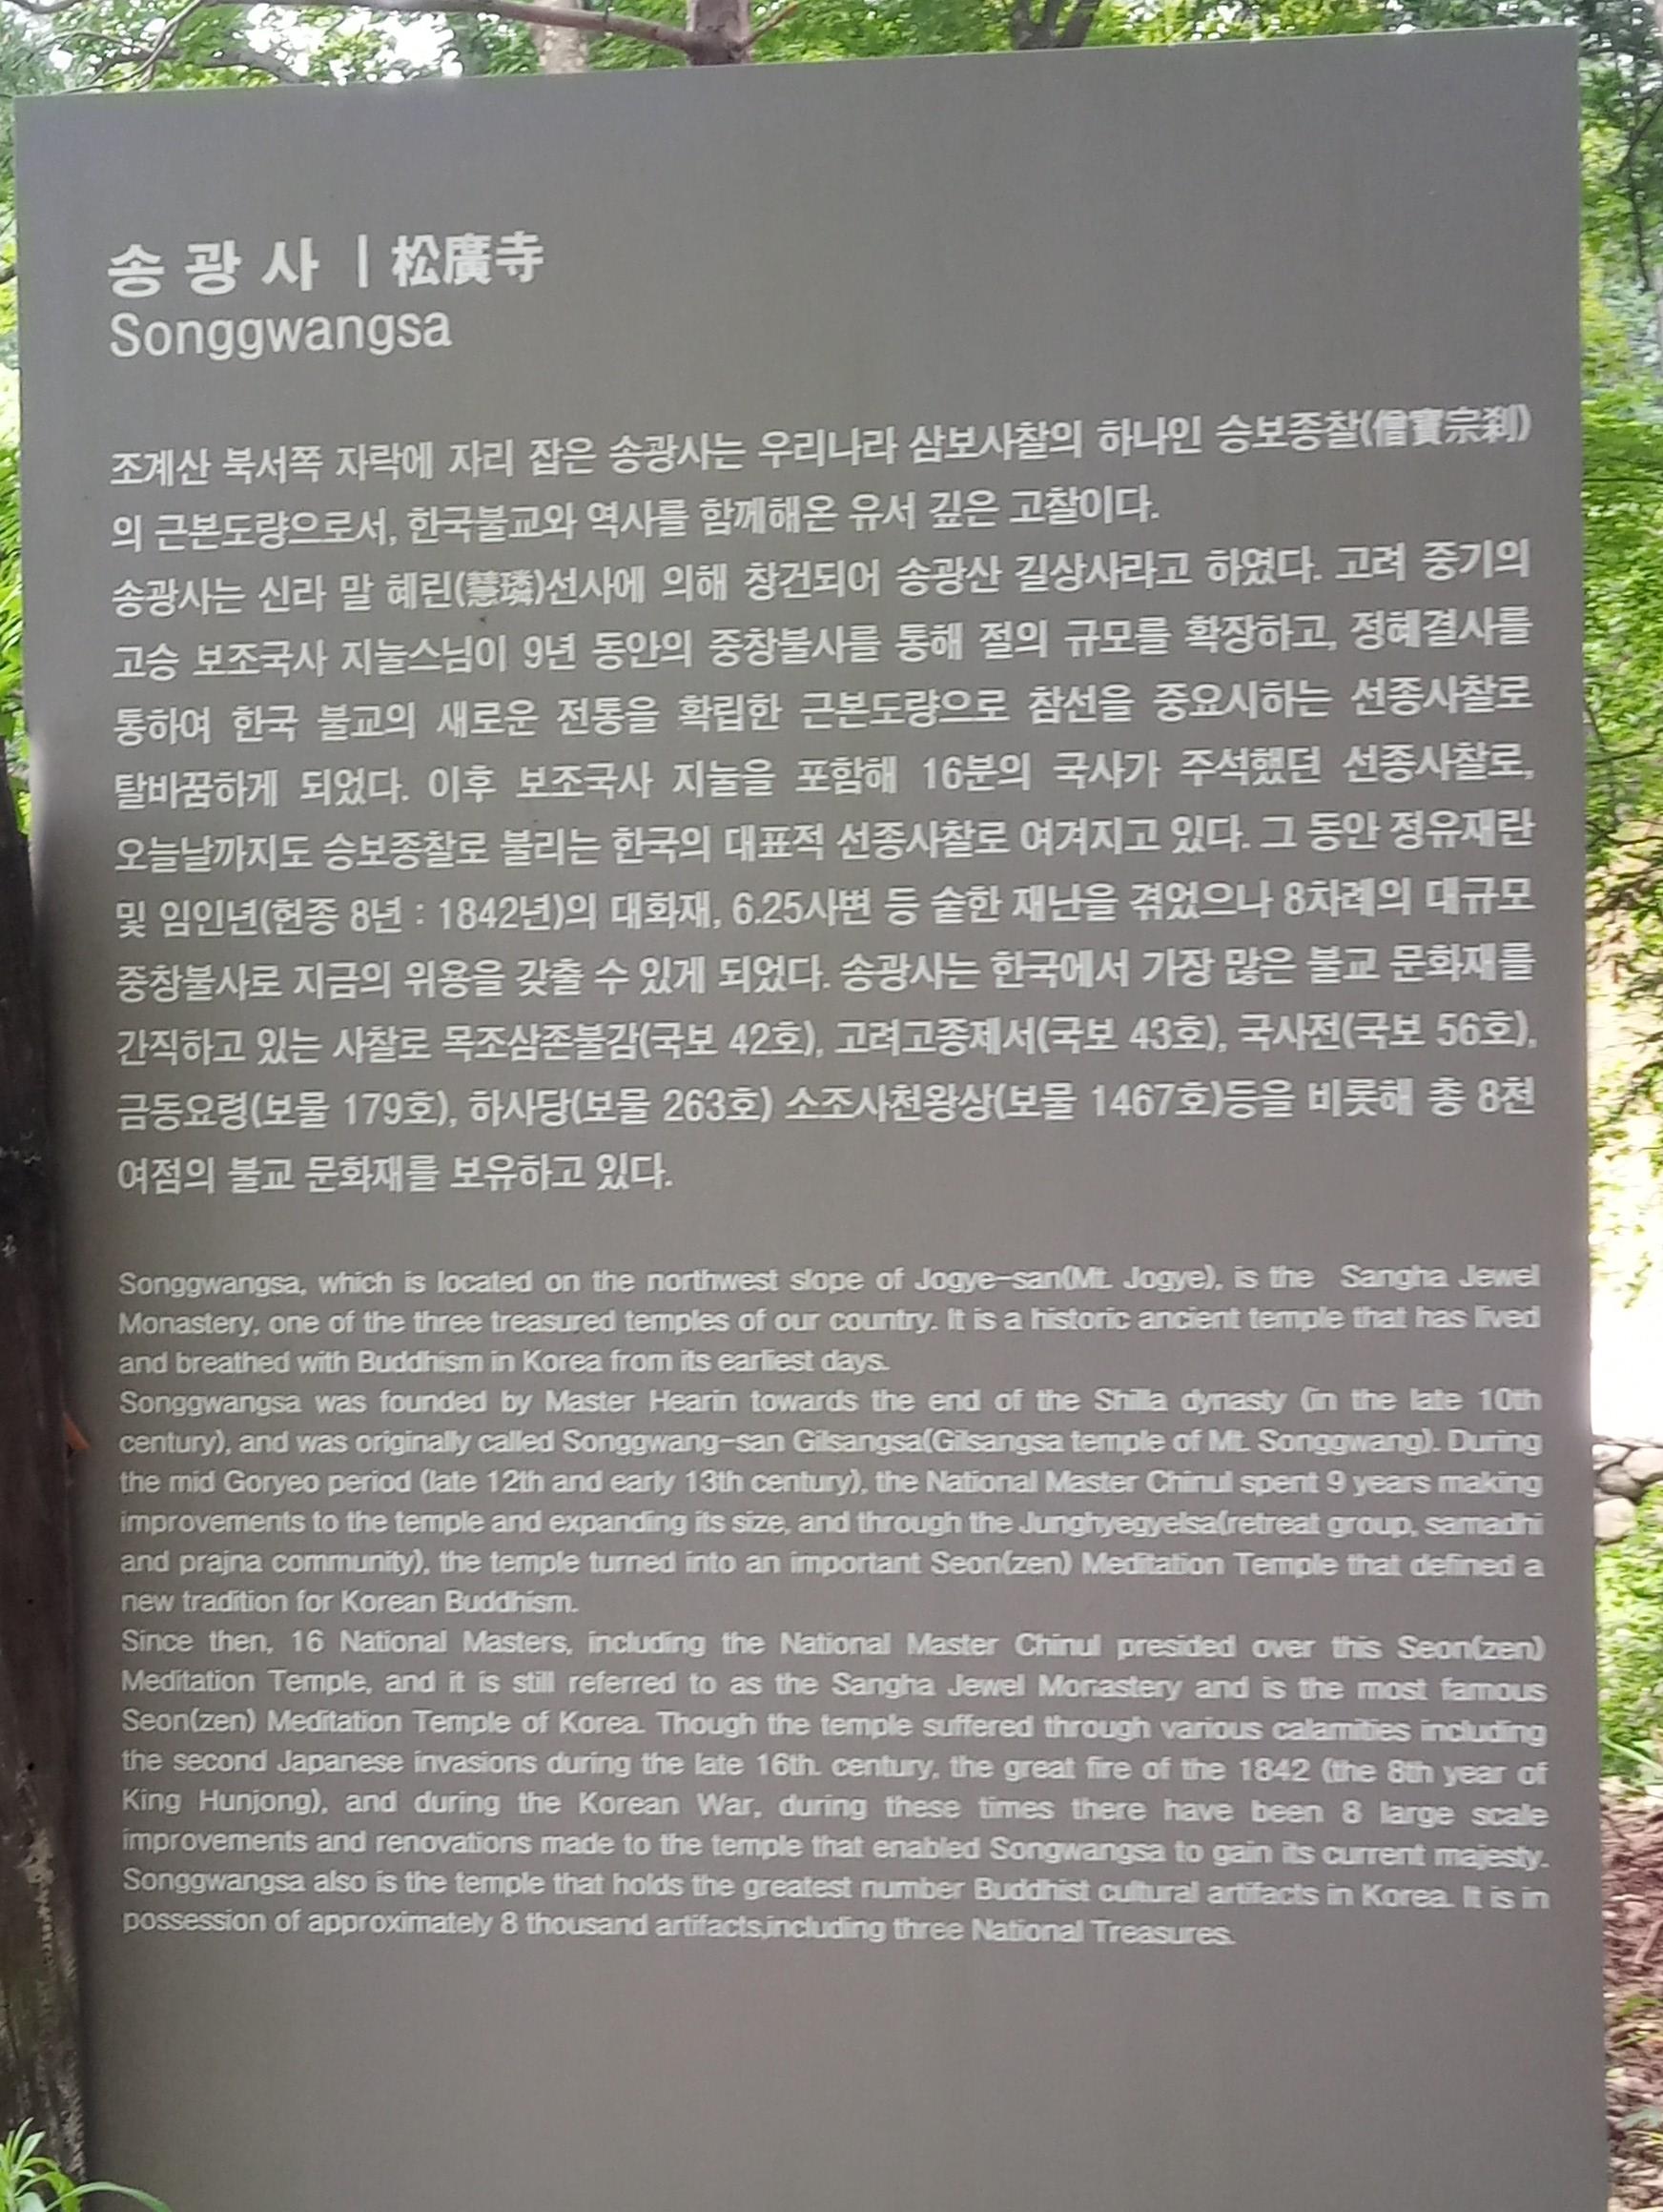 송광사 | 松廣寺
Songgwangsa
조계산 북서쪽 자락에 자리 잡은 송광사는 우리나라 삼보사찰의 하나인 승보종찰(僧寶宗刹)
의 근본도량으로서, 한국불교와 역사를 함께해온 유서 깊은 고찰이다.
송광사는 신라 말 혜린(慧璘)선사에 의해 창건되어 송광산 길상사라고 하였다. 고려 중기의
고승 보조국사 지눌스님이 9년 동안의 중창불사를 통해 절의 규모를 확장하고, 정혜결사를
통하여 한국 불교의 새로운 전통을 확립한 근본도량으로 참선을 중요시하는 선종사찰로
탈바꿈하게 되었다. 이후 보조국사 지눌을 포함해 16분의 국사가 주석했던 선종사찰로,
오늘날까지도 승보종찰로 불리는 한국의 대표적 선종사찰로 여겨지고 있다. 그 동안 정유재란
및 임인년(헌종 8년 : 1842년)의 대화재, 6.25사변 등 숱한 재난을 겪었으나 8차례의 대규모
중창불사로 지금의 위용을 갖출 수 있게 되었다. 송광사는 한국에서 가장 많은 불교 문화재를
간직하고 있는 사찰로 목조삼존불감(국보 42호), 고려고종제서(국보 43호), 국사전(국보 56호),
금동요령(보물 179호), 하사당(보물 263호) 소조사천왕상(보물 1467호)등을 비롯해 총 8천
여점의 불교 문화재를 보유하고 있다.
Songgwangsa, which is located on the northwest slope of Jogye-san(Mt. Jogye), is the Sangha Jewel
Monastery, one of the three treasured temples of our country. It is a historic ancient temple that has lived
and breathed with Buddhism in Korea from its earliest days.
Songgwangsa was founded by Master Hearin towards the end of the Shilla dynasty (in the late 10th
century), and was originally called Songgwang-san Gilsangsa(Gilsangsa temple of Mt. Songgwang). During
the mid Goryeo period (late 12th and early 13th century), the National Master Chinul spent 9 years making
improvements to the temple and expanding its size, and through the Junghyegyelsa(retreat group, samadhi
and prajna community), the temple turned into an important Seon(zen) Meditation Temple that defined a
new tradition for Korean Buddhism.
Since then, 16 National Masters, including the National Master Chinul presided over this Seon(zen)
Meditation Temple, and it is still referred to as the Sangha Jewel Monastery and is the most famous
Seon(zen) Meditation Temple of Korea. Though the temple suffered through various calamities including
the second Japanese invasions during the late 16th. century, the great fire of the 1842 (the 8th year of
King Hunjong), and during the Korean War, during these times there have been 8 large scale
improvements and renovations made to the temple that enabled Songwangsa to gain its current majesty.
Songgwangsa also is the temple that holds the greatest number Buddhist cultural artifacts in Korea. It is in
possession of approximately 8 thousand artifacts,including three National Treasures.